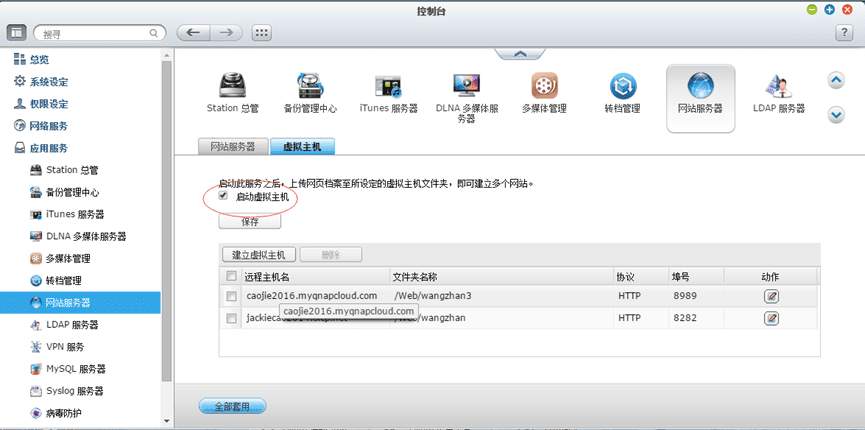 控制台
搜寻
?
总览
系统设定
权限设定
网络服务
应用服务
Station 总管
备份管理中心
iTunes 服务器
DLNA 多媒体服务器
多媒体管理
转档管理
网站服务器
LDAP 服务器
VPN 服务
MySQL 服务器
Syslog 服务器
病毒防护
Station 总管
备份管理中心
iTunes 服务器
DLNA 多媒体服
务器
多媒体管理
转档管理
网站服务器
LDAP 服务器
网站服务器 虚拟主机
启动此服务之后，上传网页档案至所设定的虚拟主机文件夹，即可建立多个网站。
启动虚拟主机
保存
建立虚拟主机 删除
远程主机名 文件夹名称 协议 埠号 动作
caojie2016.myqnapcloud.com /Web/wangzhan3 HTTP 8989
caojie2016.myqnapcloud.com
/wangzhan HTTP 8282
全部套用